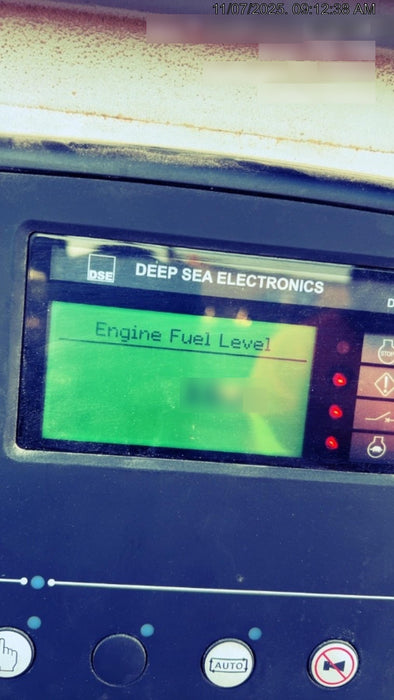 11/07/2025. 09:12:38 AM
DSE
DEEP SEA ELECTRONICS
D
Engine Fuel Level
STOP
AUTO